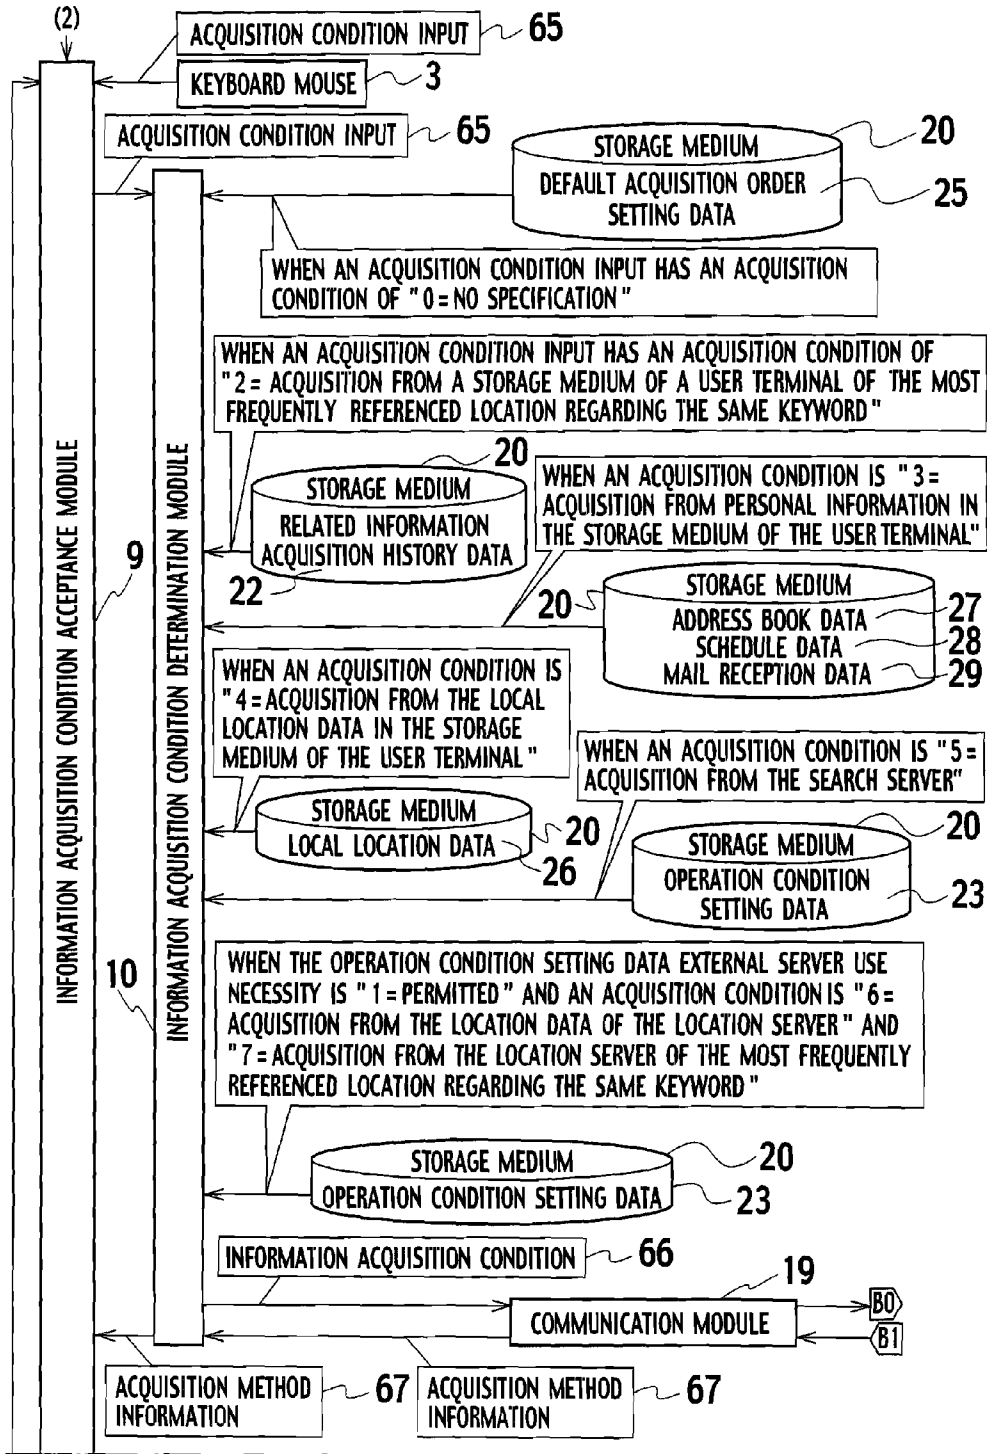 (2)
ACQUISITION CONDITION INPUT 65
KEYBOARD MOUSE 3
ACQUISITION CONDITION INPUT 65
STORAGE MEDIUM 20
DEFAULT ACQUISITION ORDER
SETTING DATA 25
WHEN AN ACQUISITION CONDITION INPUT HAS AN ACQUISITION
CONDITION OF "0=NO SPECIFICATION"
WHEN AN ACQUISITION CONDITION INPUT HAS AN ACQUISITION CONDITION OF
"2=ACQUISITION FROM A STORAGE MEDIUM OF A USER TERMINAL OF THE MOST
FREQUENTLY REFERENCED LOCATION REGARDING THE SAME KEYWORD"
20
STORAGE MEDIUM
RELATED INFORMATION
ACQUISITION HISTORY DATA
22
WHEN AN ACQUISITION CONDITION IS "3=
ACQUISITION FROM PERSONAL INFORMATION IN
THE STORAGE MEDIUM OF THE USER TERMINAL"
INFORMATION ACQUISITION CONDITION ACCEPTANCE MODULE
9
INFORMATION ACQUISITION CONDITION DETERMINATION MODULE
10
20
STORAGE MEDIUM
ADDRESS BOOK DATA 27
SCHEDULE DATA 28
MAIL RECEPTION DATA 29
WHEN AN ACQUISITION CONDITION IS
"4=ACQUISITION FROM THE LOCAL
LOCATION DATA IN THE STORAGE
MEDIUM OF THE USER TERMINAL"
WHEN AN ACQUISITION CONDITION IS "5=
ACQUISITION FROM THE SEARCH SERVER"
STORAGE MEDIUM 20
LOCAL LOCATION DATA 26
20
STORAGE MEDIUM
OPERATION CONDITION
SETTING DATA 23
WHEN THE OPERATION CONDITION SETTING DATA EXTERNAL SERVER USE
NECESSITY IS "1=PERMITTED" AND AN ACQUISITION CONDITION IS "6=
ACQUISITION FROM THE LOCATION DATA OF THE LOCATION SERVER" AND
"7=ACQUISITION FROM THE LOCATION SERVER OF THE MOST FREQUENTLY
REFERENCED LOCATION REGARDING THE SAME KEYWORD"
STORAGE MEDIUM 20
OPERATION CONDITION SETTING DATA 23
INFORMATION ACQUISITION CONDITION 66
19
COMMUNICATION MODULE
B0
B1
ACQUISITION METHOD
INFORMATION
67
ACQUISITION METHOD
INFORMATION
67